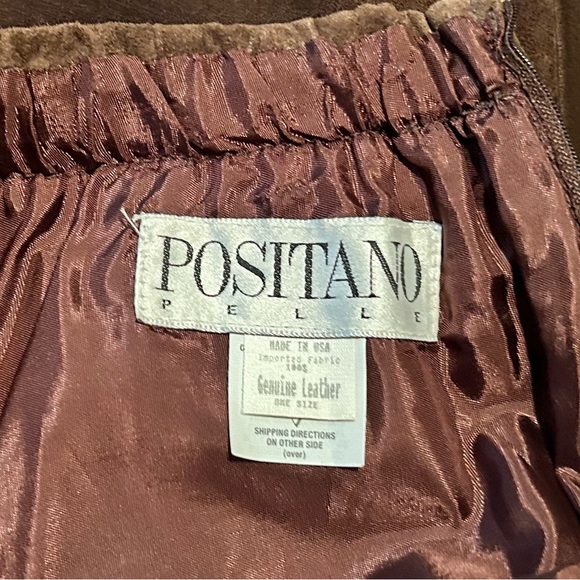 POSITANO
PELLE
MADE IN USA
Imported Fabric
100%
Genuine Leather
ONE SIZE
SHIPPING DIRECTIONS
ON OTHER SIDE
(over)